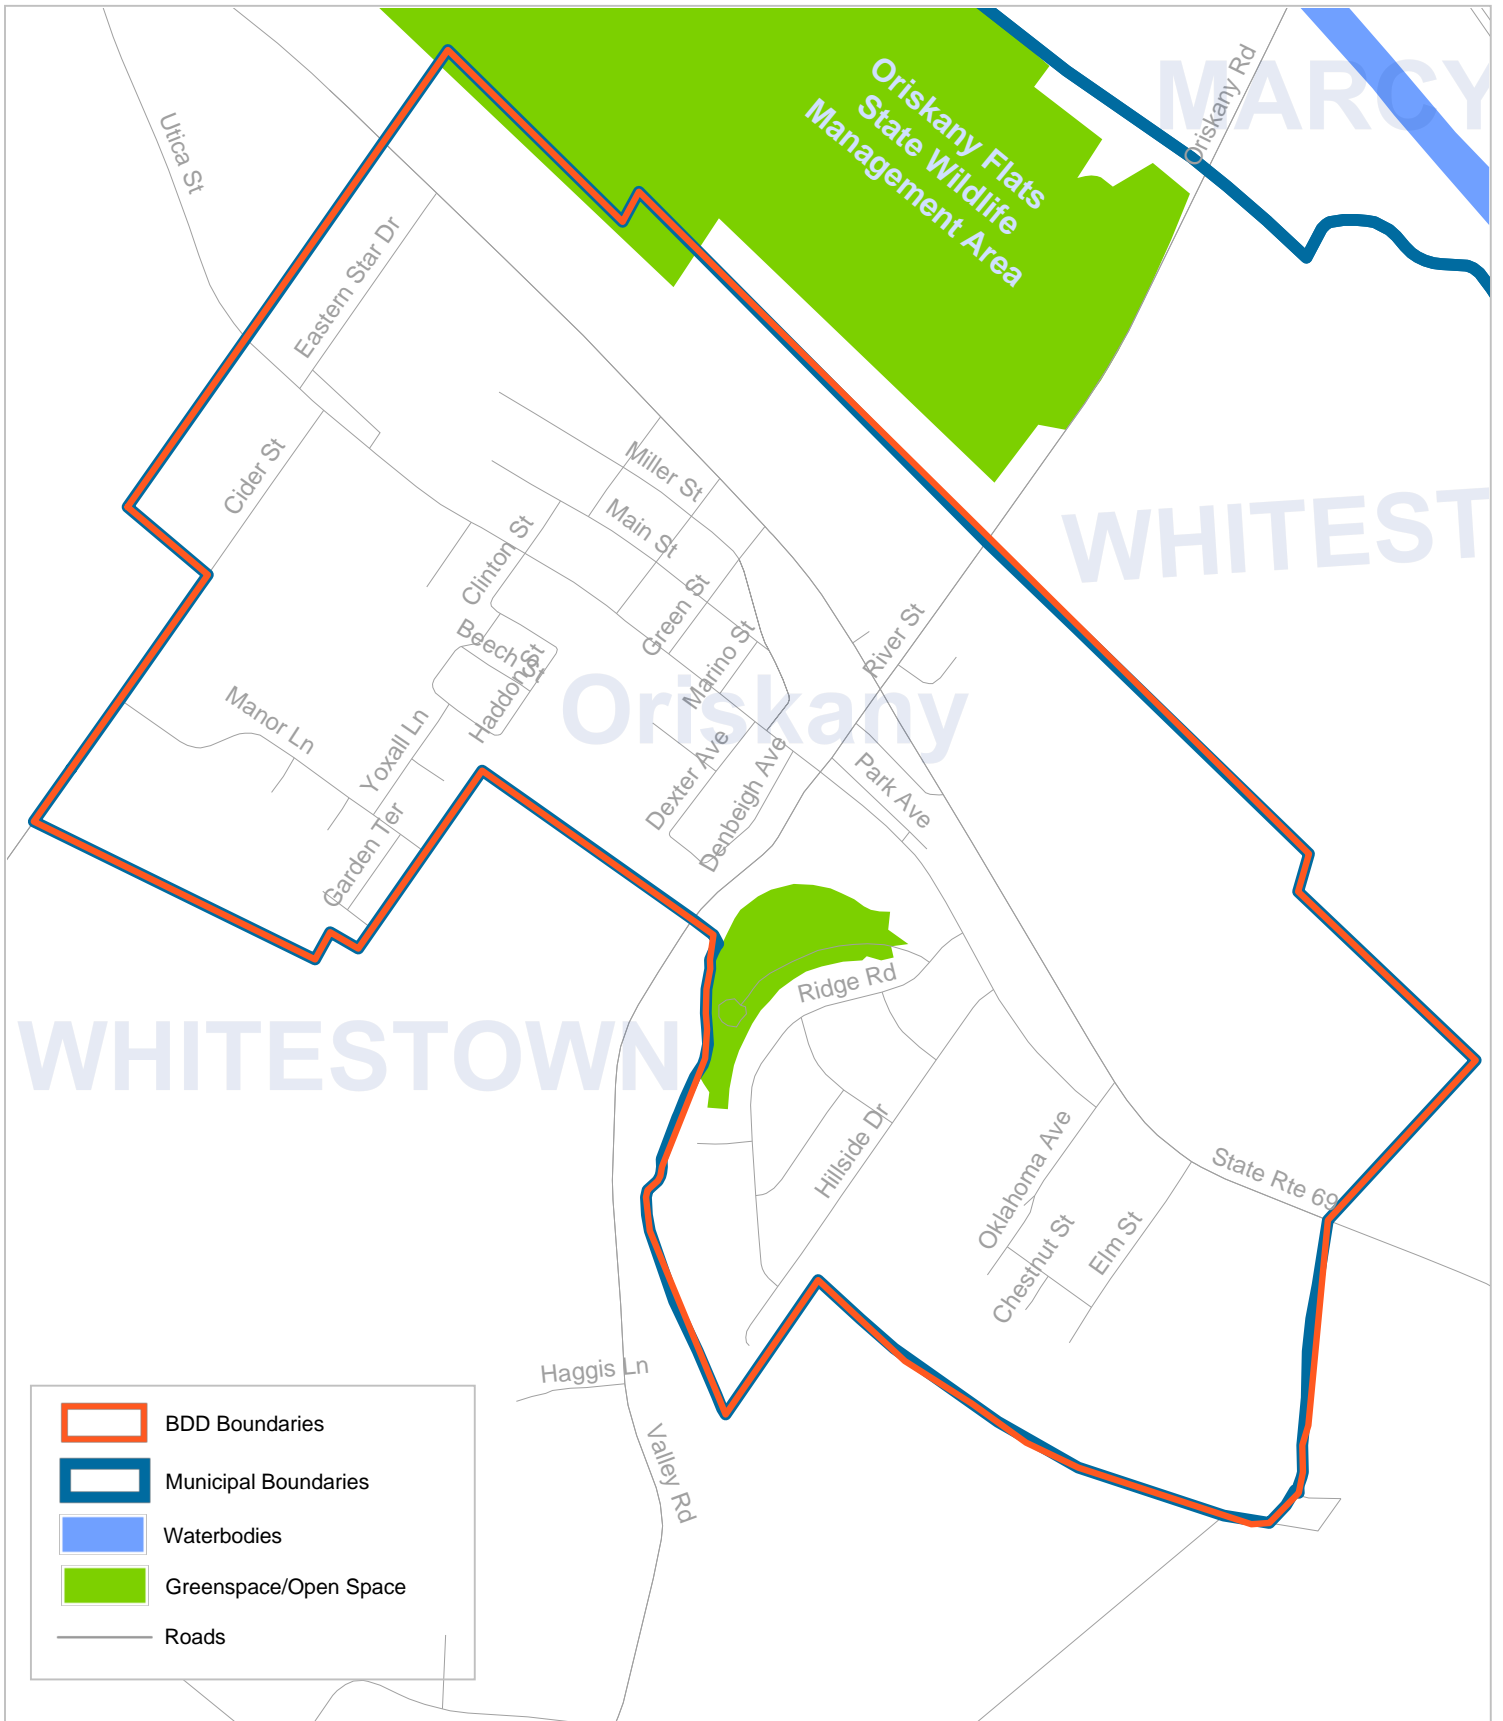 MARCY
Oriskany Rd
Oriskany Flats
State Wildlife
Management Area
Utica St
Eastern Star Dr
Cider St
Miller St
Main St
WHITEST
Clinton St
Green St
Beech St
Haddon St
Marino St
River St
Oriskany
Manor Ln
Yoxall Ln
Dexter Ave
Denbeigh Ave
Park Ave
Garden Ter
Ridge Rd
WHITESTOWN
Hillside Dr
Oklahoma Ave
State Rte 69
Chestnut St
Elm St
Haggis Ln
Valley Rd
BDD Boundaries
Municipal Boundaries
Waterbodies
Greenspace/Open Space
Roads